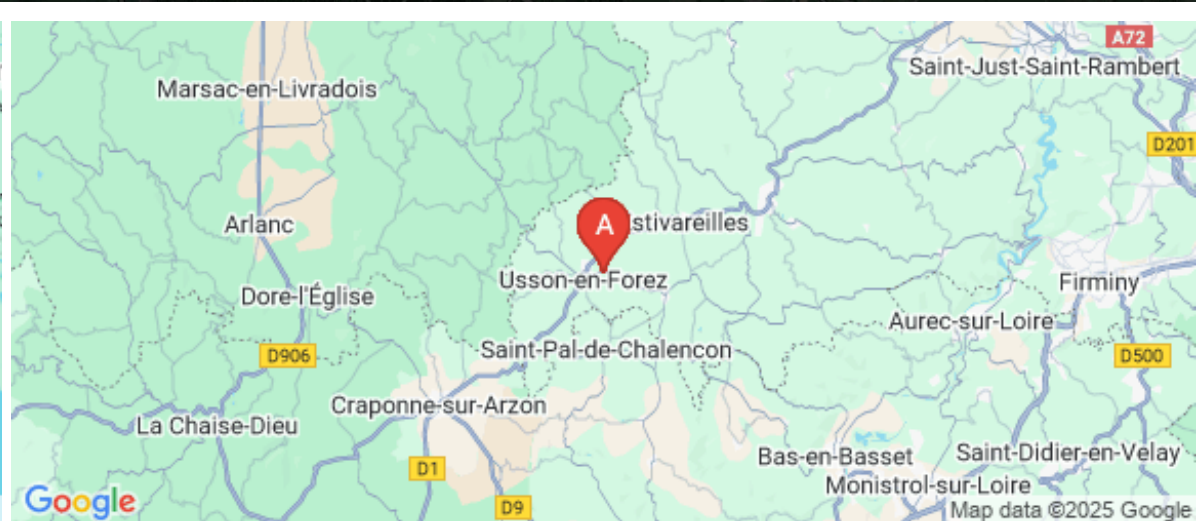 A72
Saint-Just-Saint-Rambert
Marsac-en-Livradois
D201
A
Arlanc
stivareilles
Usson-en-Forez
Firminy
Dore-l'Église
Aurec-sur-Loire
Saint-Pal-de-Chalencon
D906
D500
Craponne-sur-Arzon
La Chaise-Dieu
Bas-en-Basset
Saint-Didier-en-Velay
D1
Monistrol-sur-Loire
Google
D9
Map data ©2025 Google